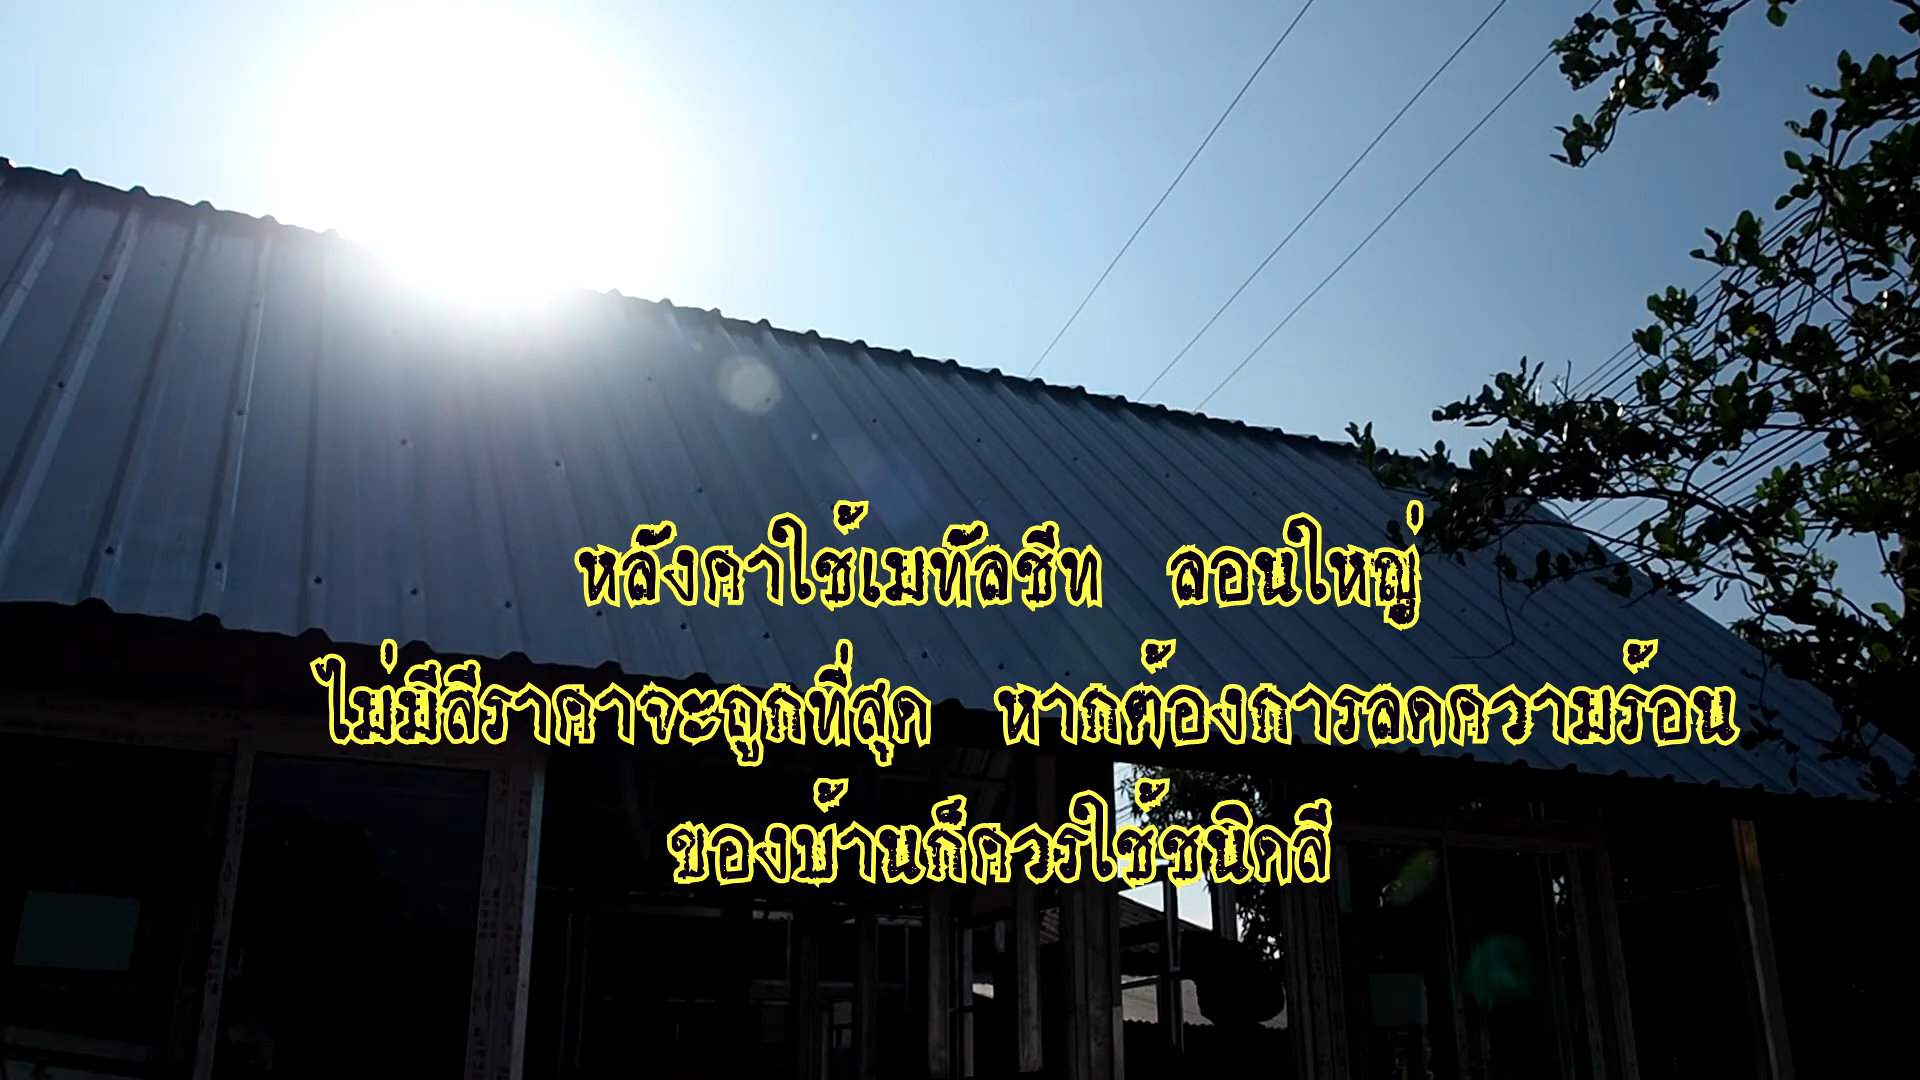 หลังคาใช้เมทัลชีท ลอนใหญ่
ไม่มีสีราคาจะถูกที่สุด หากต้องการลดความร้อน
ของบ้านก็ควรใช้ชนิดสี